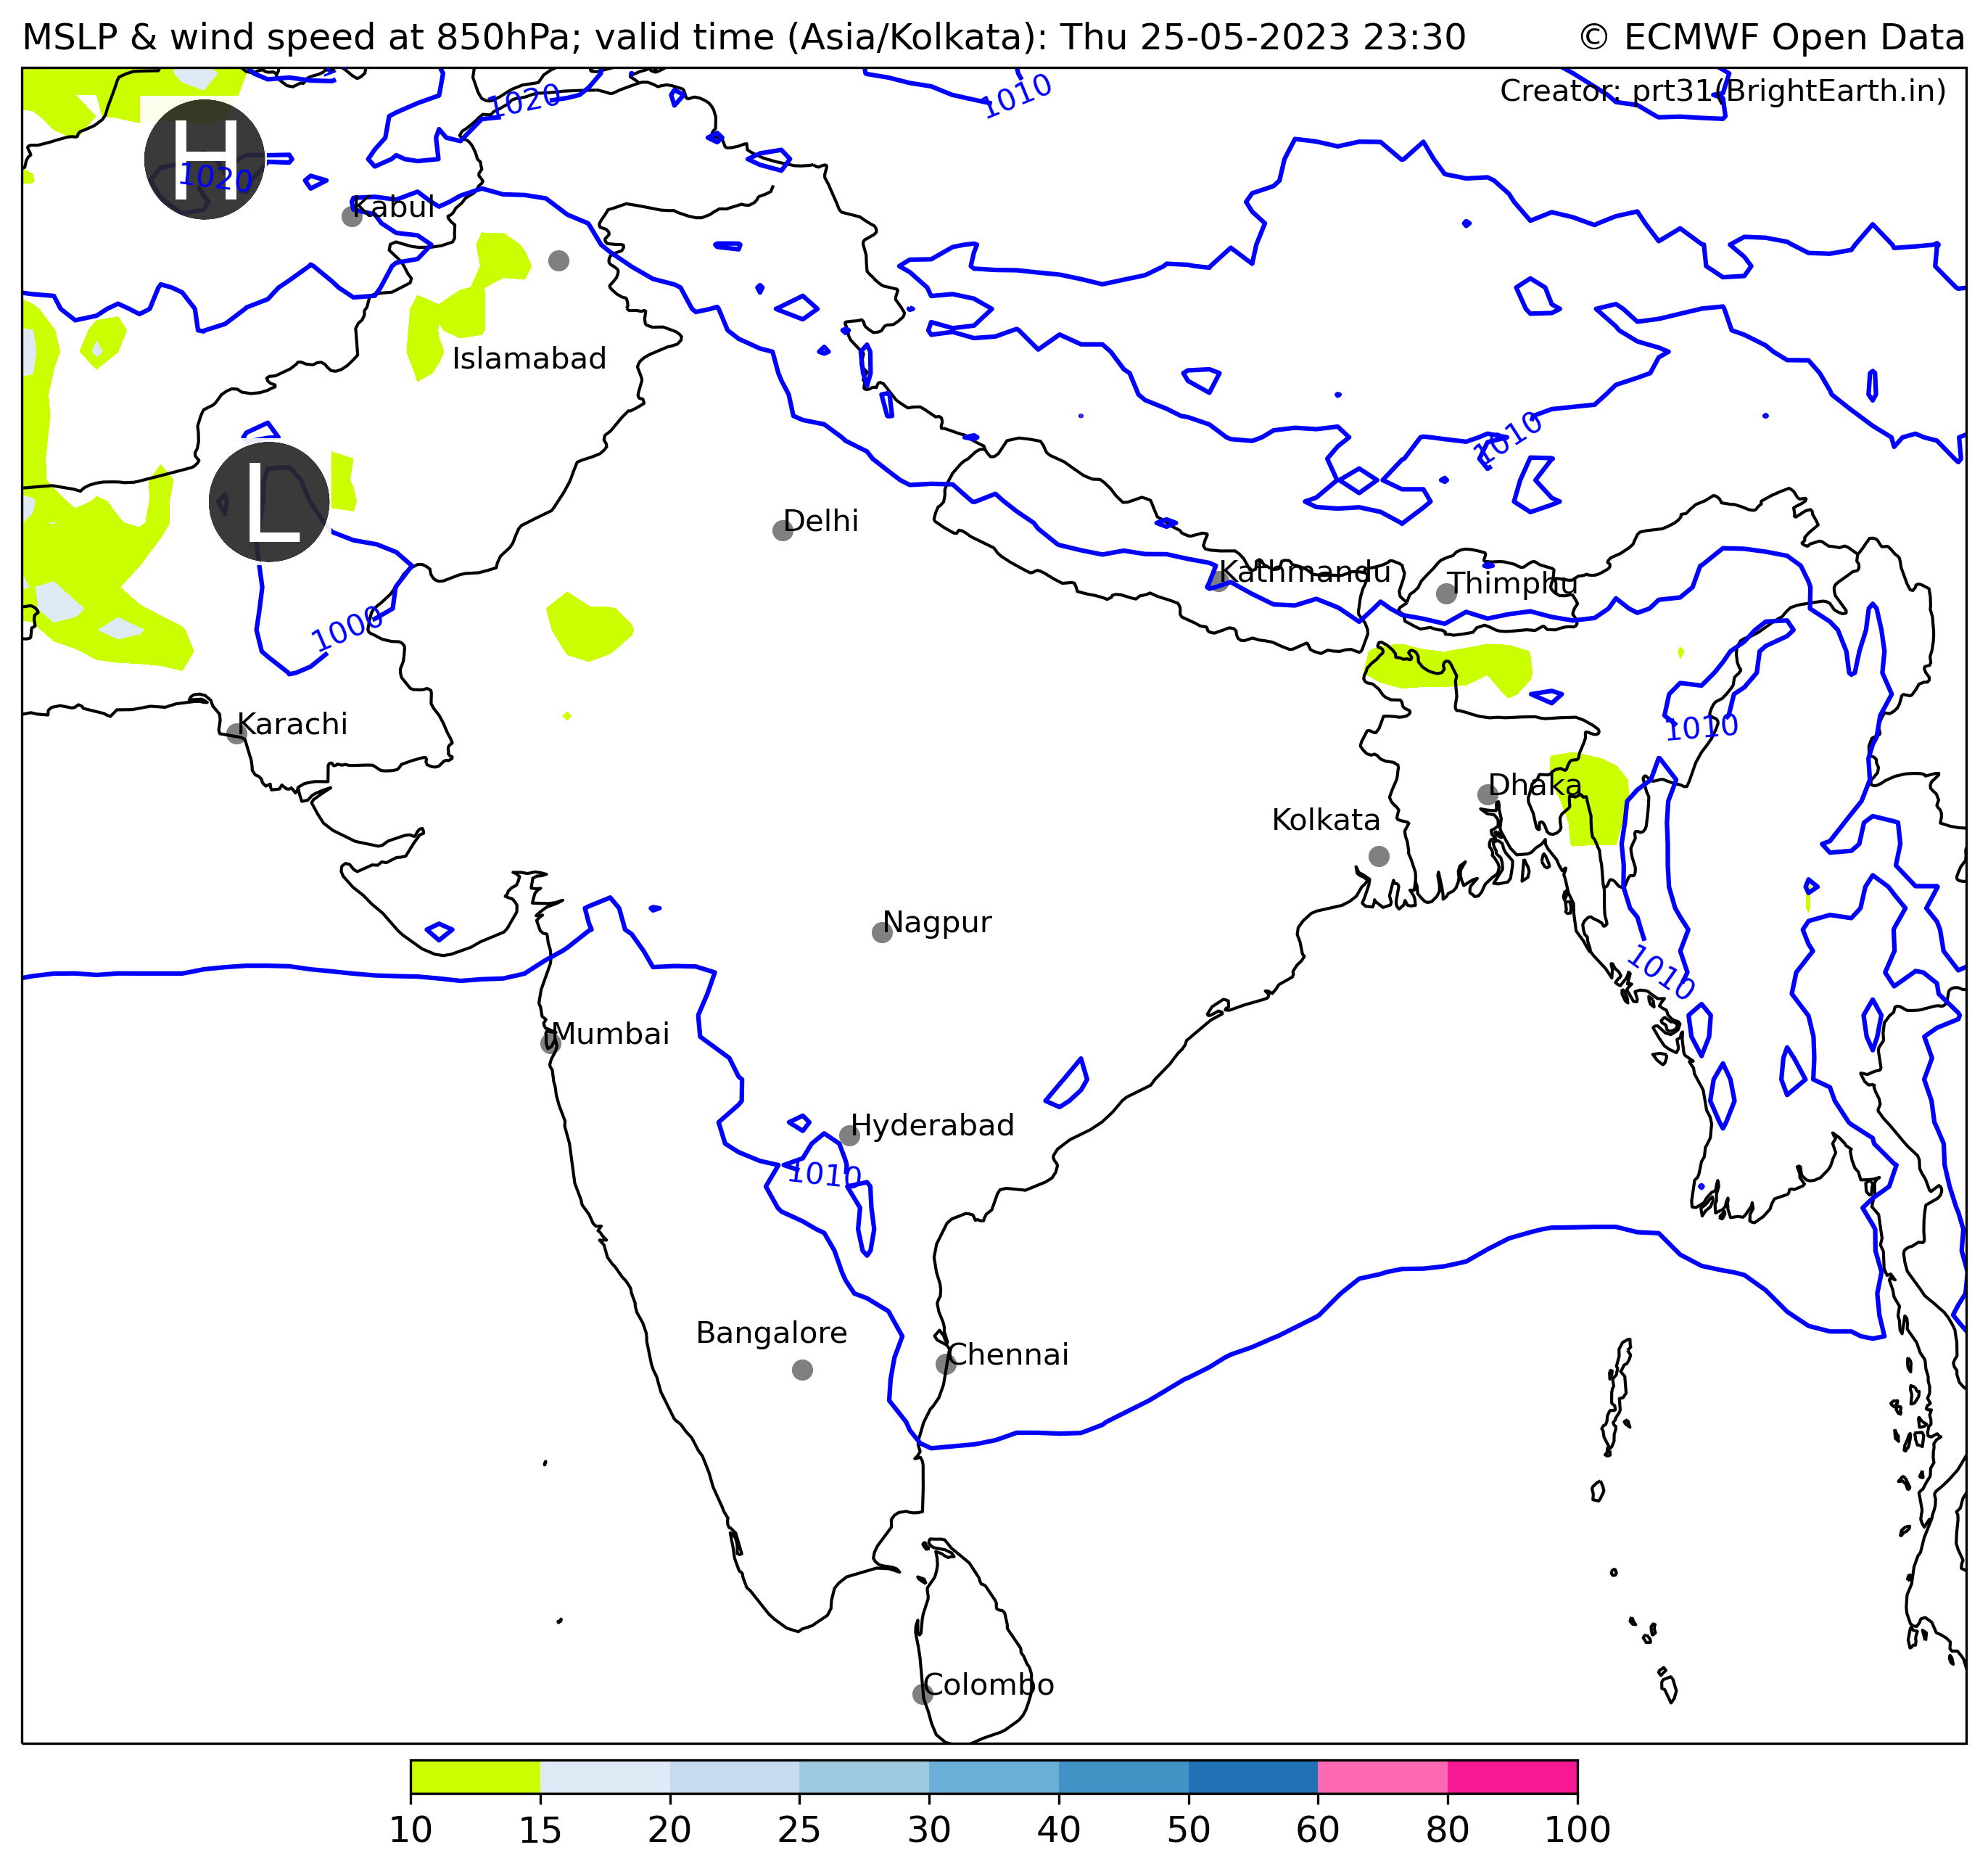 MSLP & wind speed at 850hPa; valid time (Asia/Kolkata): Thu 25-05-2023 23:30
© ECMWF Open Data
Creator: prt31(BrightEarth.in)
1020
1010
H
1020
Kabul
Islamabad
1010
L
Delhi
Kathmandu
Thimphu
1000
Karachi
1010
Dhaka
Kolkata
Nagpur
1010
Mumbai
Hyderabad
1010
Bangalore
Chennai
Colombo
10 15 20 25 30 40 50 60 80 100